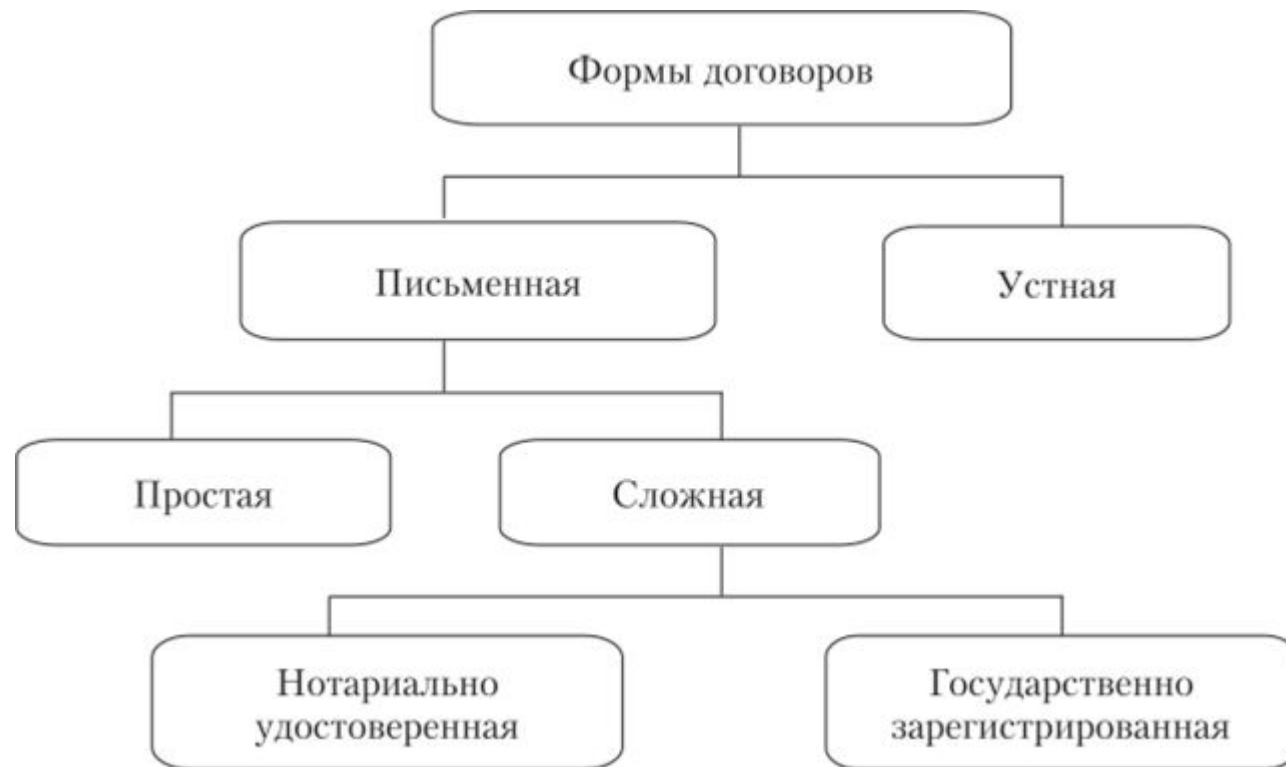 Формы договоров
Письменная
Устная
Простая
Сложная
Нотариально
удостоверенная
Государственно
зарегистрированная